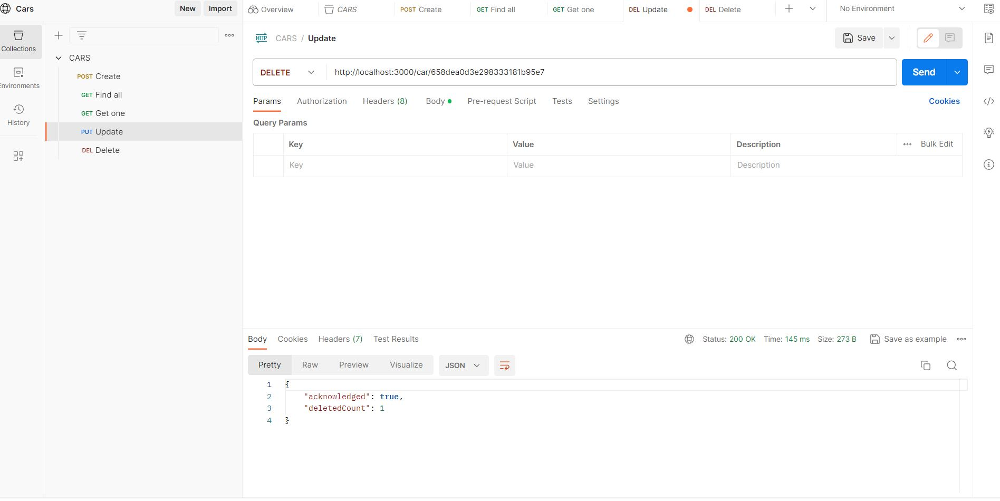 Cars
New Import
Overview
CARS
POST Create
GET Find all
GET Get one
DEL Update
DEL Delete
No Environment
Collections
Environments
History
CARS
POST Create
GET Find all
GET Get one
PUT Update
DEL Delete
HTTP CARS / Update
Save
DELETE http://localhost:3000/car/658dea0d3e298333181b95e7 Send
Params Authorization Headers (8) Body Pre-request Script Tests Settings Cookies
Query Params
Key Value Description Bulk Edit
Key Value Description
Body Cookies Headers (7) Test Results Status: 200 OK Time: 145 ms Size: 273 B Save as example
Pretty Raw Preview Visualize JSON
1 {
2 "acknowledged": true,
3 "deletedCount": 1
4 }